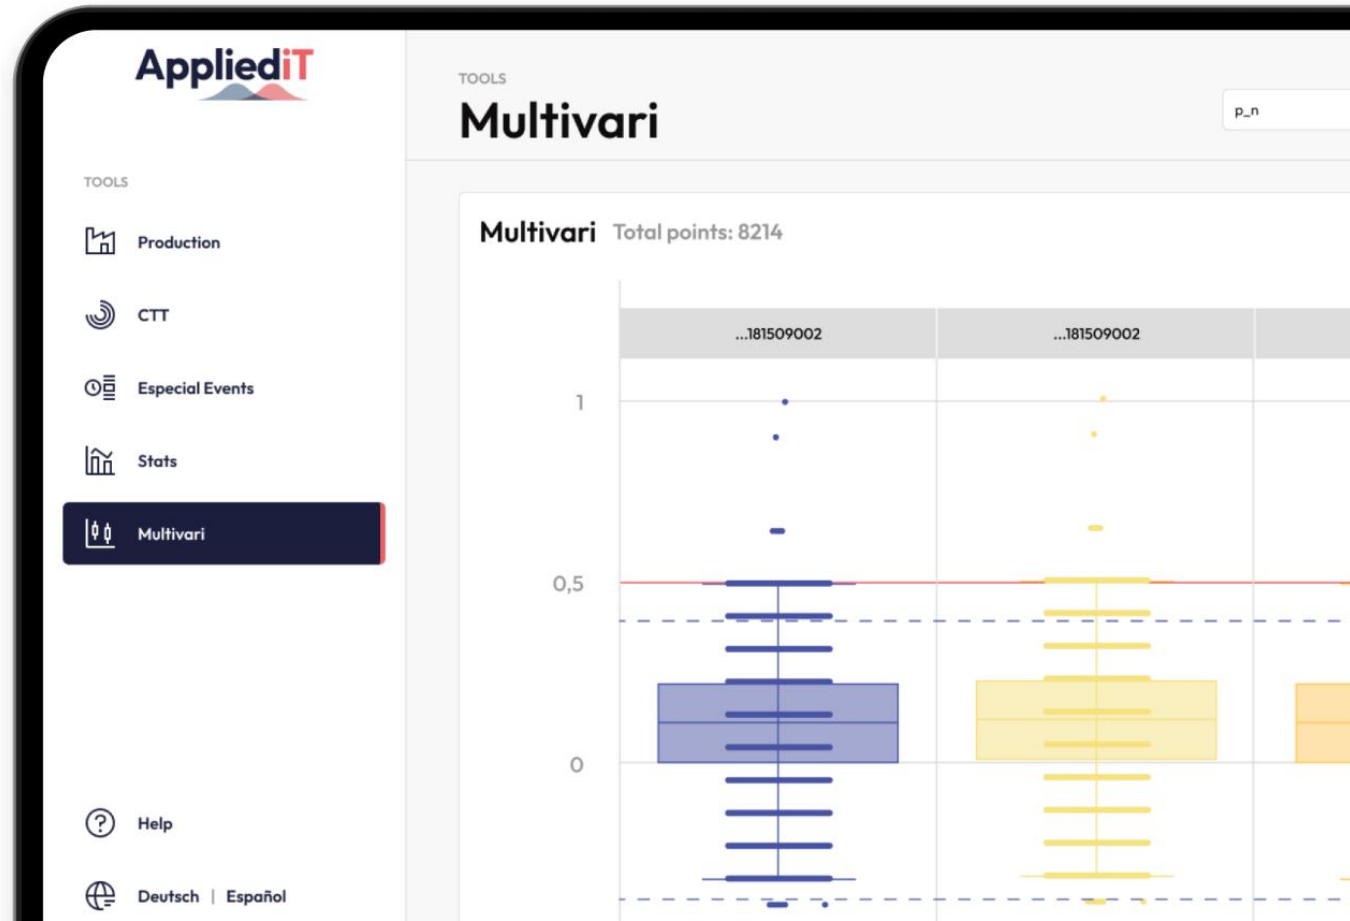 AppliediT
TOOLS
Production
CTT
Especial Events
Stats
Multivari
Help
Deutsch | Español
TOOLS
Multivari
p_n
Multivari Total points: 8214
...181509002 ...181509002
1
0,5
0